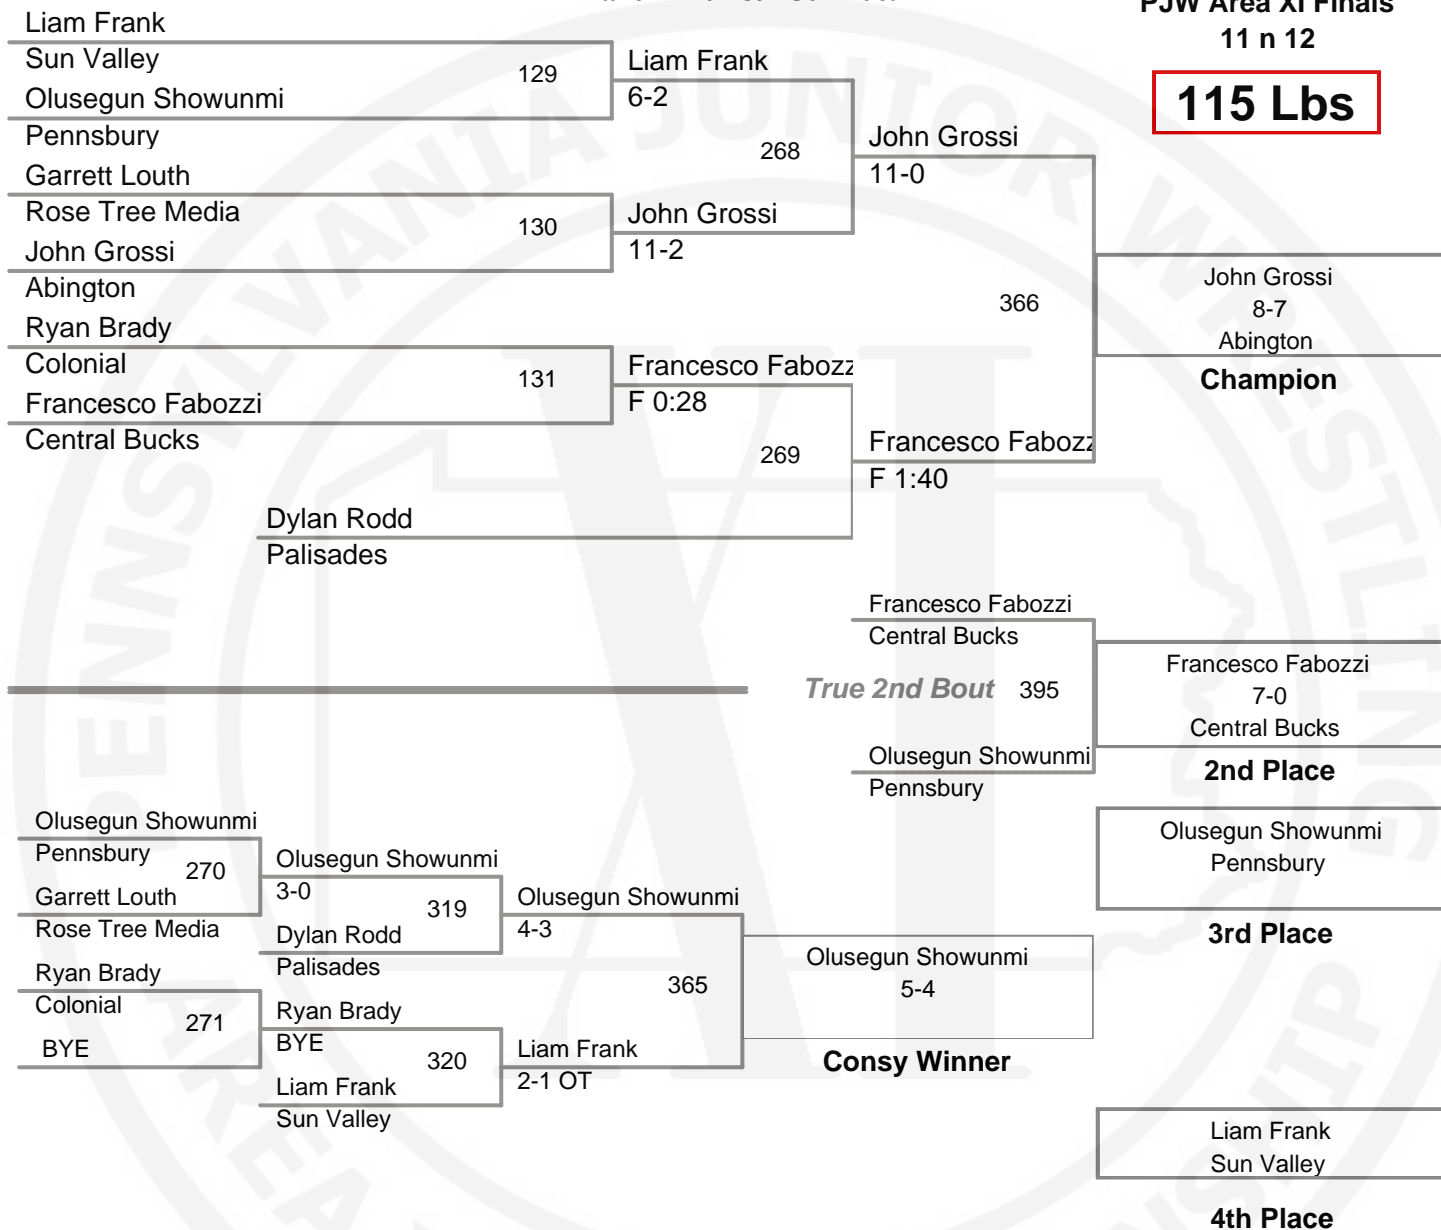 PJW Area XI Finals
11 n 12
115 Lbs
Liam Frank
Sun Valley
129
Olusegun Showunmi
Pennsbury
Liam Frank
6-2
268
Garrett Louth
Rose Tree Media
130
John Grossi
Abington
John Grossi
11-2
John Grossi
11-0
366
Ryan Brady
Colonial
131
Francesco Fabozzi
Central Bucks
Francesco Fabozz
F 0:28
269
Dylan Rodd
Palisades
Francesco Fabozz
F 1:40
John Grossi
8-7
Abington
Champion
Francesco Fabozzi
Central Bucks
True 2nd Bout 395
Olusegun Showunmi
Pennsbury
Francesco Fabozzi
7-0
Central Bucks
2nd Place
Olusegun Showunmi
Pennsbury
3rd Place
Olusegun Showunmi
Pennsbury
270
Garrett Louth
Rose Tree Media
Olusegun Showunmi
3-0
319
Dylan Rodd
Palisades
Olusegun Showunmi
4-3
365
Ryan Brady
Colonial
271
BYE
Ryan Brady
BYE
320
Liam Frank
Sun Valley
Liam Frank
2-1 OT
Olusegun Showunmi
5-4
Consy Winner
Liam Frank
Sun Valley
4th Place
PENNSYLVANIA JUNIOR WRESTLING
XI